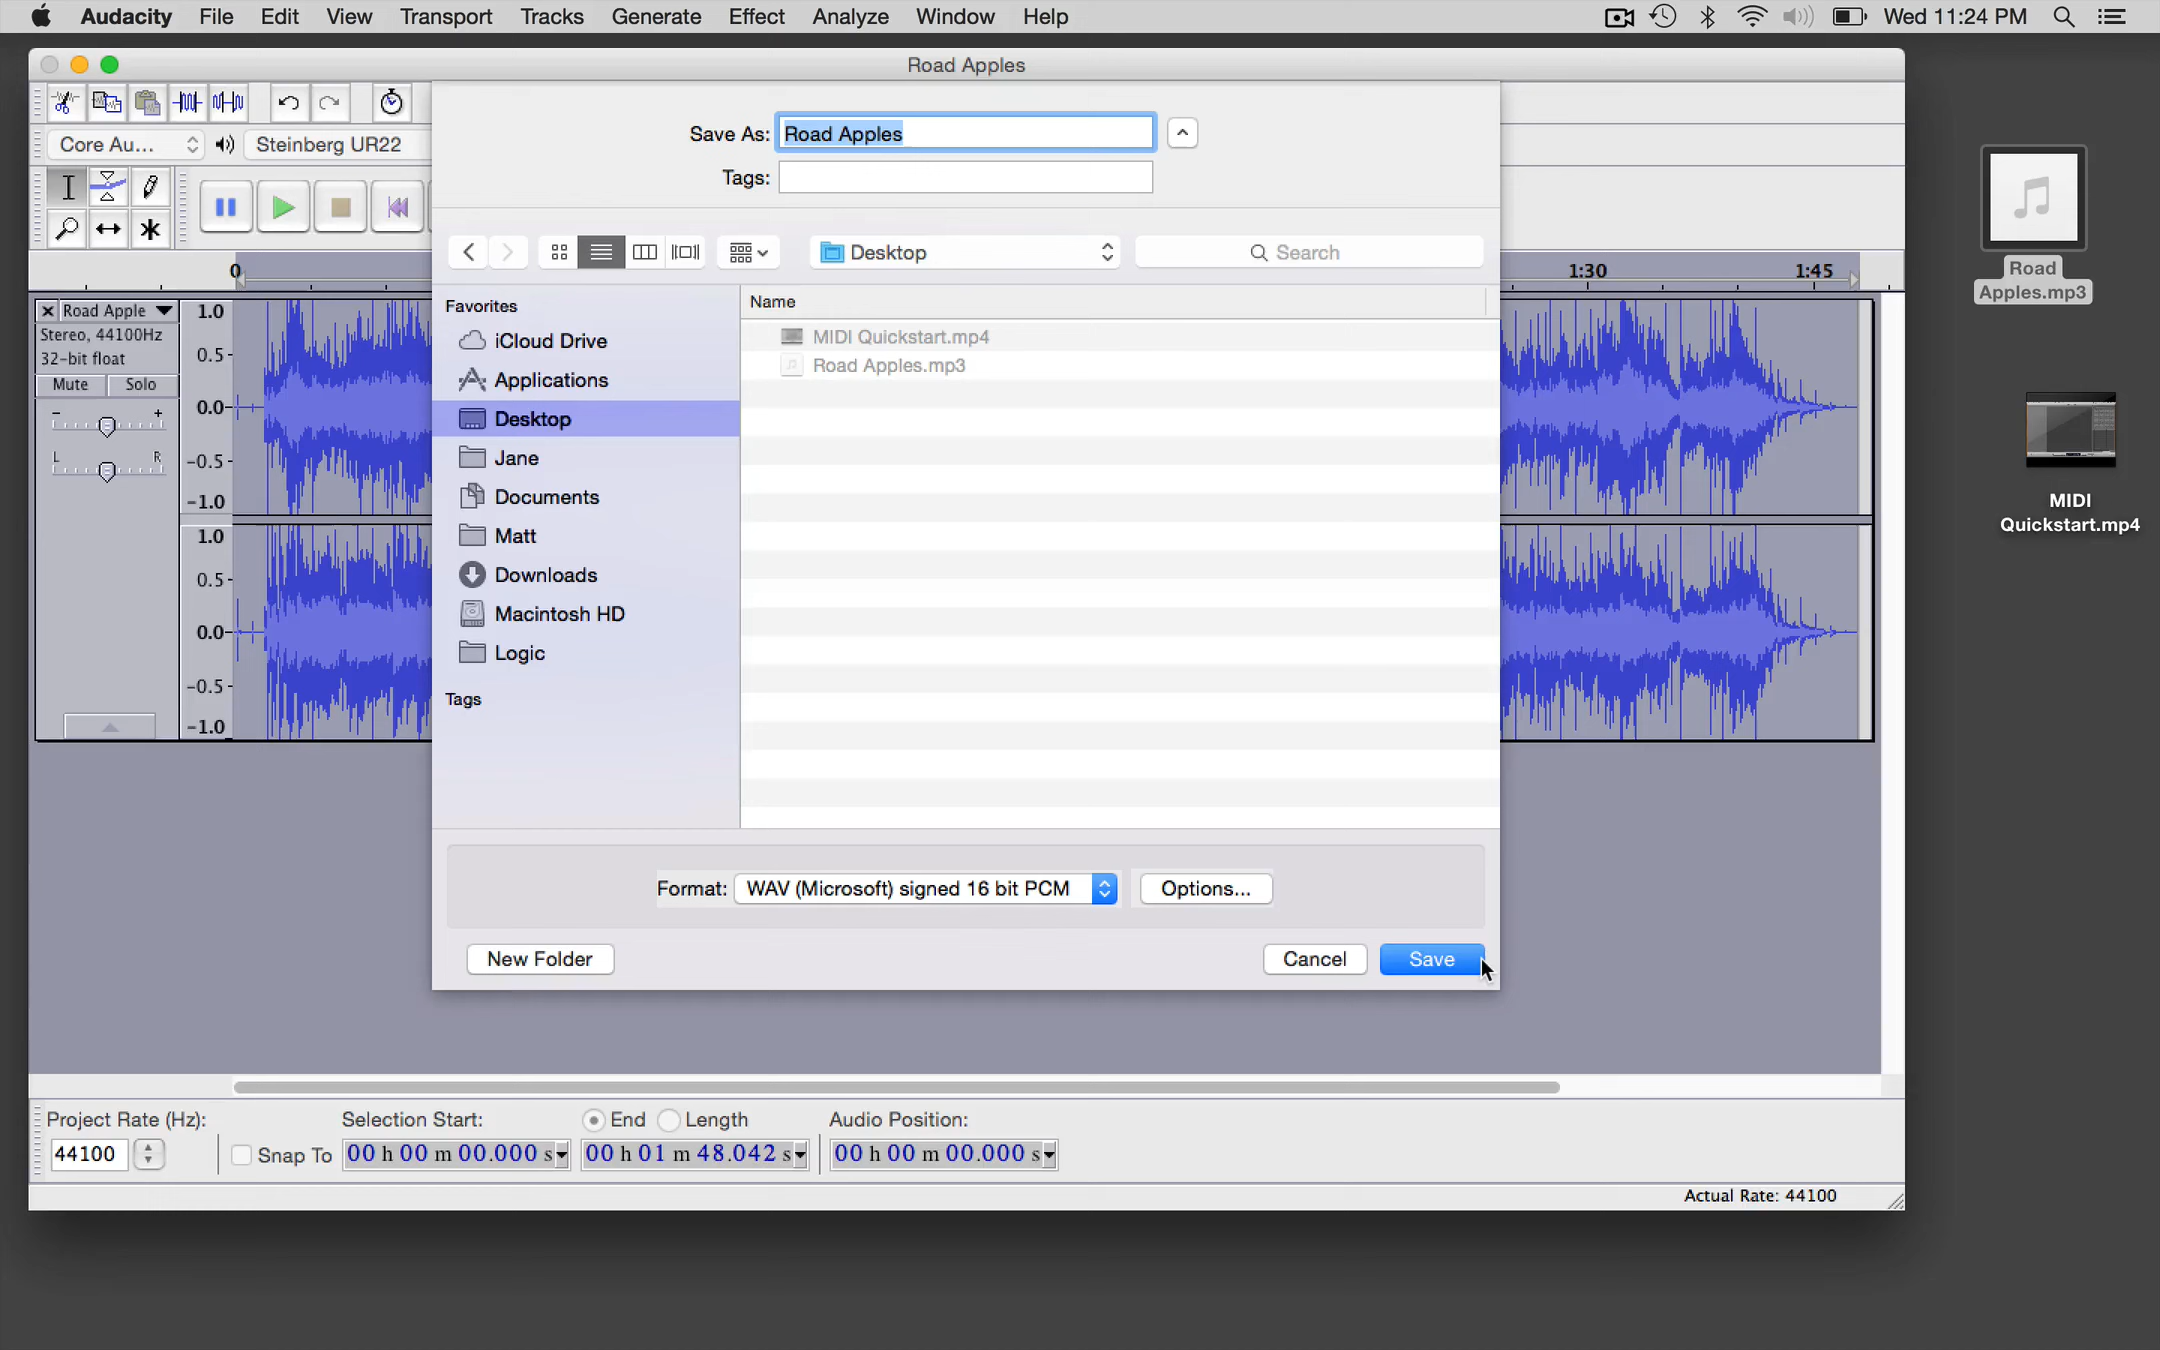 Audacity File Edit View Transport Tracks Generate Effect Analyze Window Help Wed 11:24 PM
Road Apples
Save As: Road Apples
Tags:
Core Au... Steinberg UR22
Desktop
Search
0 1:30 1:45
Road
Apples.mp3
MIDI
Quickstart.mp4
Road Apple
Stereo, 44100Hz
32-bit float
Mute Solo
- +
L R
1.0
0.5-
0.0-
-0.5-
-1.0
1.0
0.5-
0.0-
-0.5-
-1.0
Favorites
iCloud Drive
Applications
Desktop
Jane
Documents
Matt
Downloads
Macintosh HD
Logic
Tags
Name
MIDI Quickstart.mp4
Road Apples.mp3
Format: WAV (Microsoft) signed 16 bit PCM Options...
New Folder Cancel Save
Project Rate (Hz): Selection Start: End Length Audio Position:
44100 Snap To 00 h 00 m 00.000 s 00 h 01 m 48.042 s 00 h 00 m 00.000 s
Actual Rate: 44100